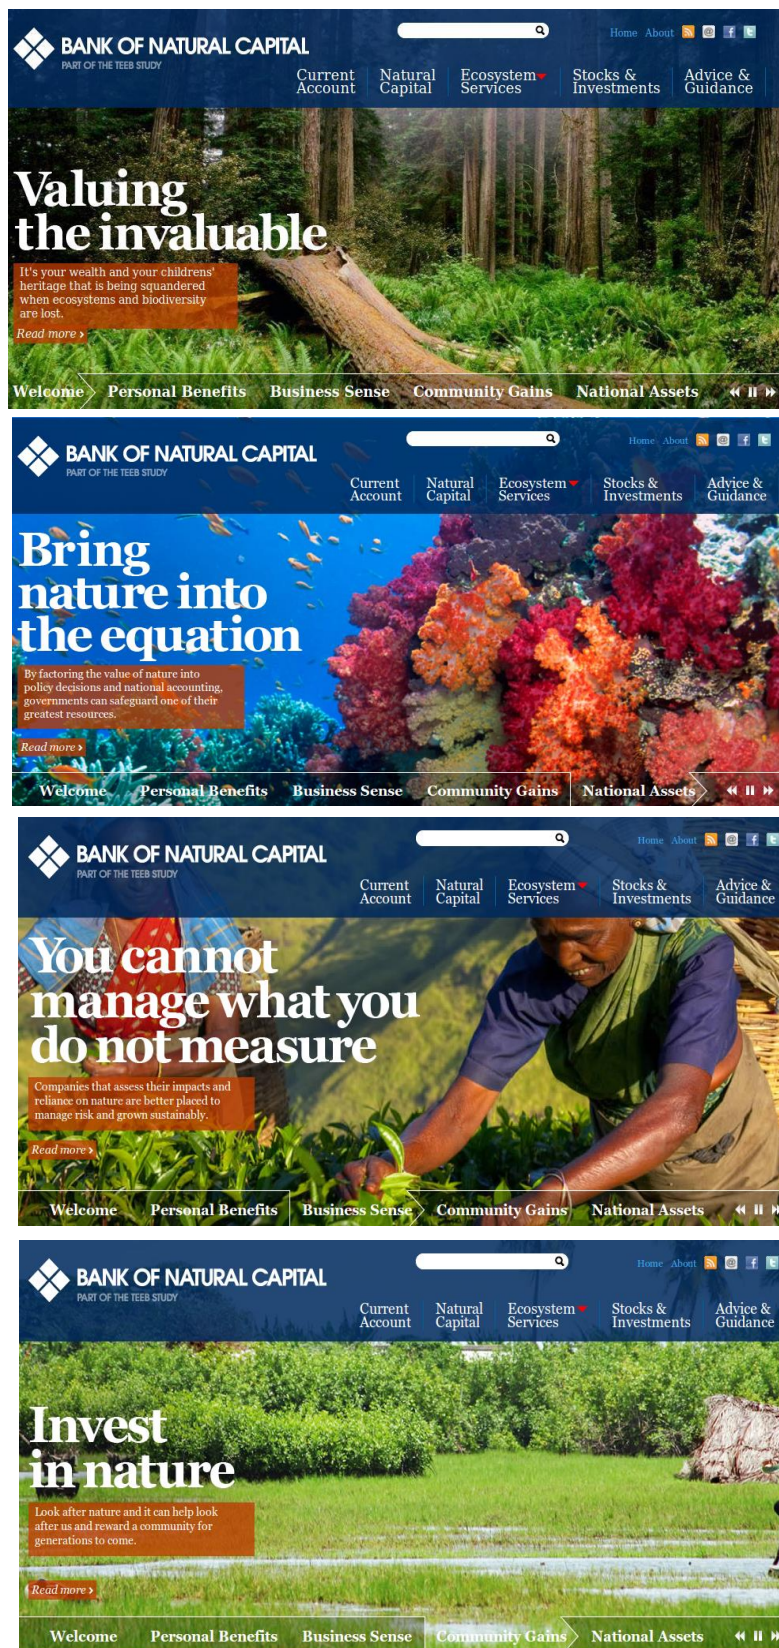 BANK OF NATURAL CAPITAL
PART OF THE TEEB STUDY
Home About
Current Account
Natural Capital
Ecosystem Services
Stocks & Investments
Advice & Guidance
Valuing
the invaluable
It's your wealth and your childrens'
heritage that is being squandered
when ecosystems and biodiversity
are lost.
Read more ›
Welcome Personal Benefits Business Sense Community Gains National Assets
BANK OF NATURAL CAPITAL
PART OF THE TEEB STUDY
Home About
Current Account
Natural Capital
Ecosystem Services
Stocks & Investments
Advice & Guidance
Bring
nature into
the equation
By factoring the value of nature into
policy decisions and national accounting,
governments can safeguard one of their
greatest resources.
Read more ›
Welcome Personal Benefits Business Sense Community Gains National Assets
BANK OF NATURAL CAPITAL
PART OF THE TEEB STUDY
Home About
Current Account
Natural Capital
Ecosystem Services
Stocks & Investments
Advice & Guidance
You cannot
manage what you
do not measure
Companies that assess their impacts and
reliance on nature are better placed to
manage risk and grown sustainably.
Read more ›
Welcome Personal Benefits Business Sense Community Gains National Assets
BANK OF NATURAL CAPITAL
PART OF THE TEEB STUDY
Home About
Current Account
Natural Capital
Ecosystem Services
Stocks & Investments
Advice & Guidance
Invest
in nature
Look after nature and it can help look
after us and reward a community for
generations to come.
Read more ›
Welcome Personal Benefits Business Sense Community Gains National Assets